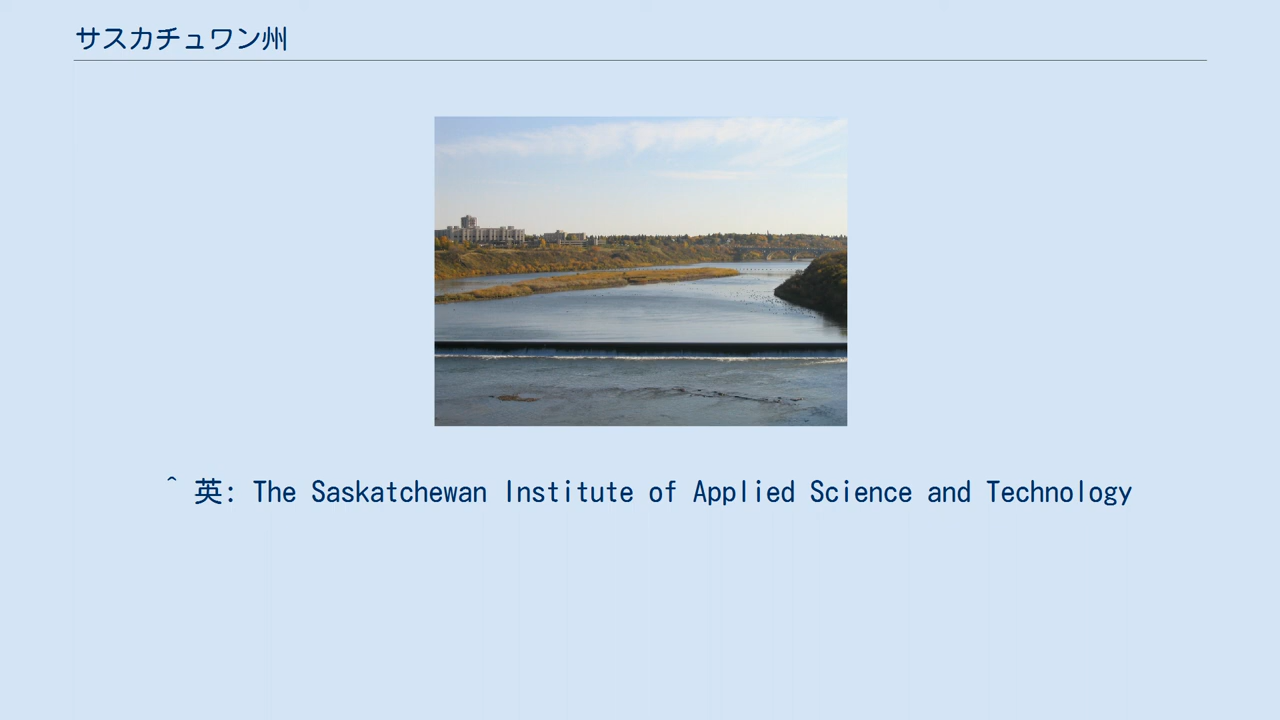 サスカチュワン州
^ 英: The Saskatchewan Institute of Applied Science and Technology